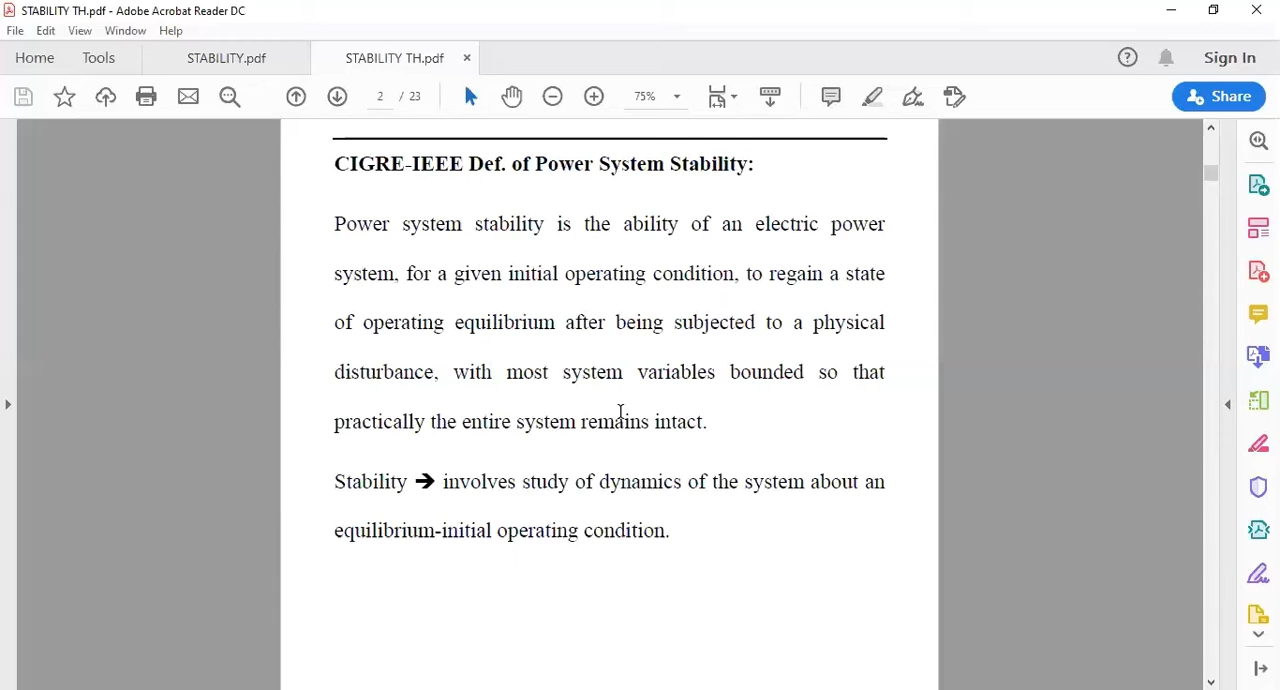 STABILITY TH.pdf - Adobe Acrobat Reader DC
File Edit View Window Help
Home Tools STABILITY.pdf STABILITY TH.pdf × Sign In
2 / 23 75% Share
CIGRE-IEEE Def. of Power System Stability:
Power system stability is the ability of an electric power
system, for a given initial operating condition, to regain a state
of operating equilibrium after being subjected to a physical
disturbance, with most system variables bounded so that
practically the entire system remains intact.
Stability ➔ involves study of dynamics of the system about an
equilibrium-initial operating condition.